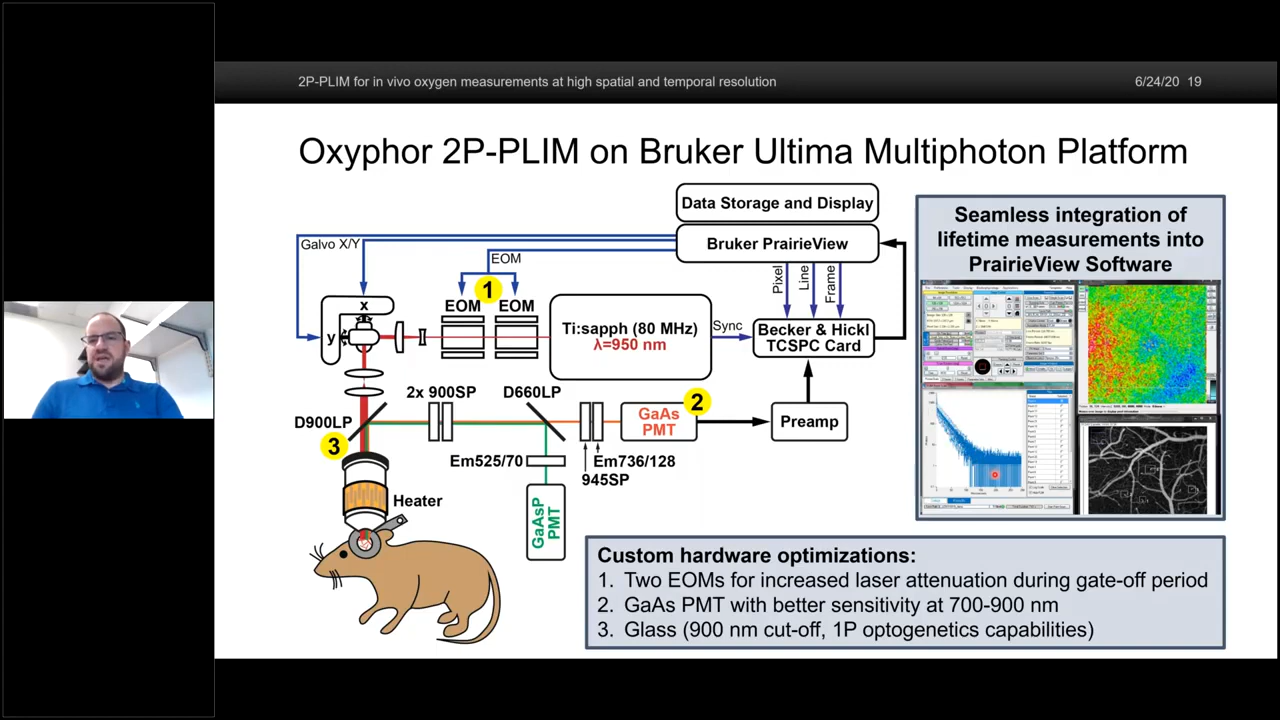 2P-PLIM for in vivo oxygen measurements at high spatial and temporal resolution
6/24/20 19
Oxyphor 2P-PLIM on Bruker Ultima Multiphoton Platform
Data Storage and Display
Bruker PrairieView
Galvo X/Y
EOM
Pixel
Line
Frame
1
EOM
EOM
x
y
Ti:sapph (80 MHz)
λ=950 nm
Sync
Becker & Hickl
TCSPC Card
2x 900SP
D660LP
D900LP
3
GaAs
PMT
2
Preamp
Em525/70
Em736/128
945SP
GaAsP
PMT
Heater
Seamless integration of
lifetime measurements into
PrairieView Software
Custom hardware optimizations:
1. Two EOMs for increased laser attenuation during gate-off period
2. GaAs PMT with better sensitivity at 700-900 nm
3. Glass (900 nm cut-off, 1P optogenetics capabilities)